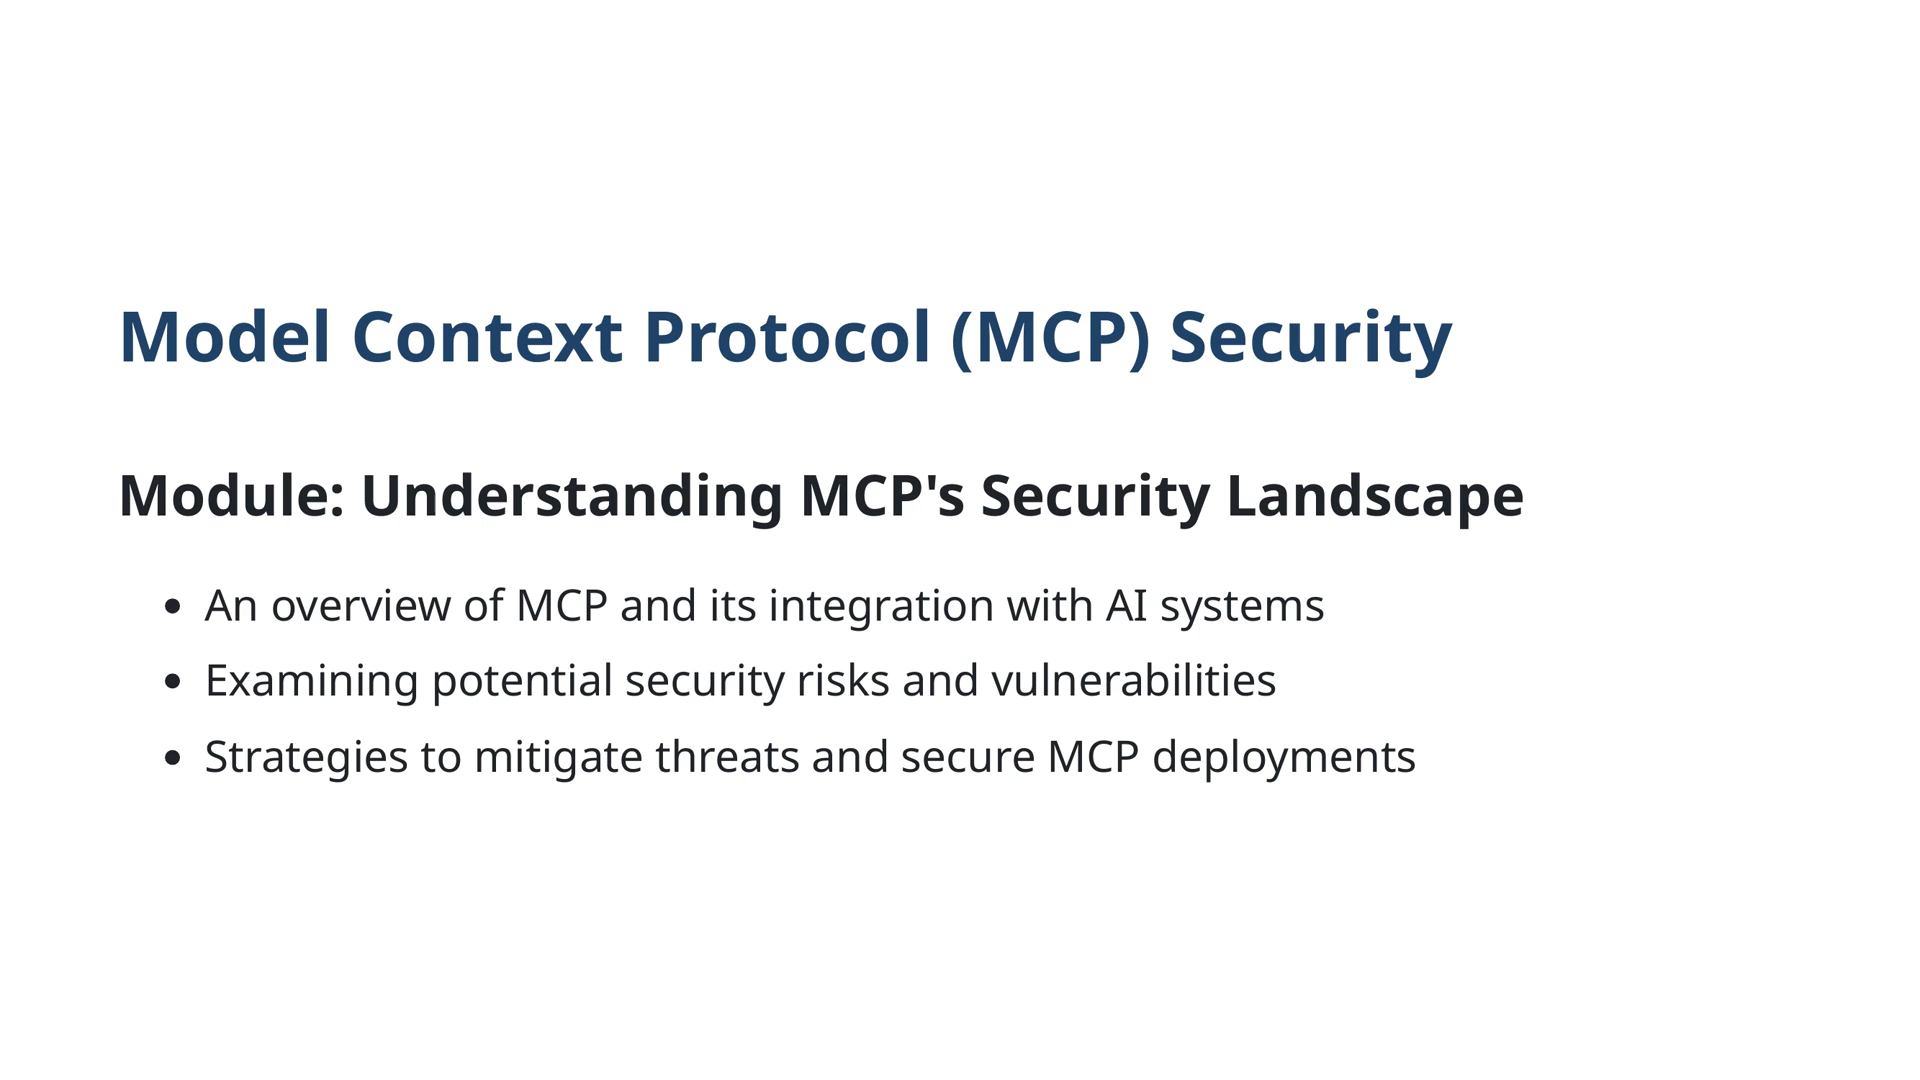 Model Context Protocol (MCP) Security
Module: Understanding MCP's Security Landscape
• An overview of MCP and its integration with AI systems
• Examining potential security risks and vulnerabilities
• Strategies to mitigate threats and secure MCP deployments